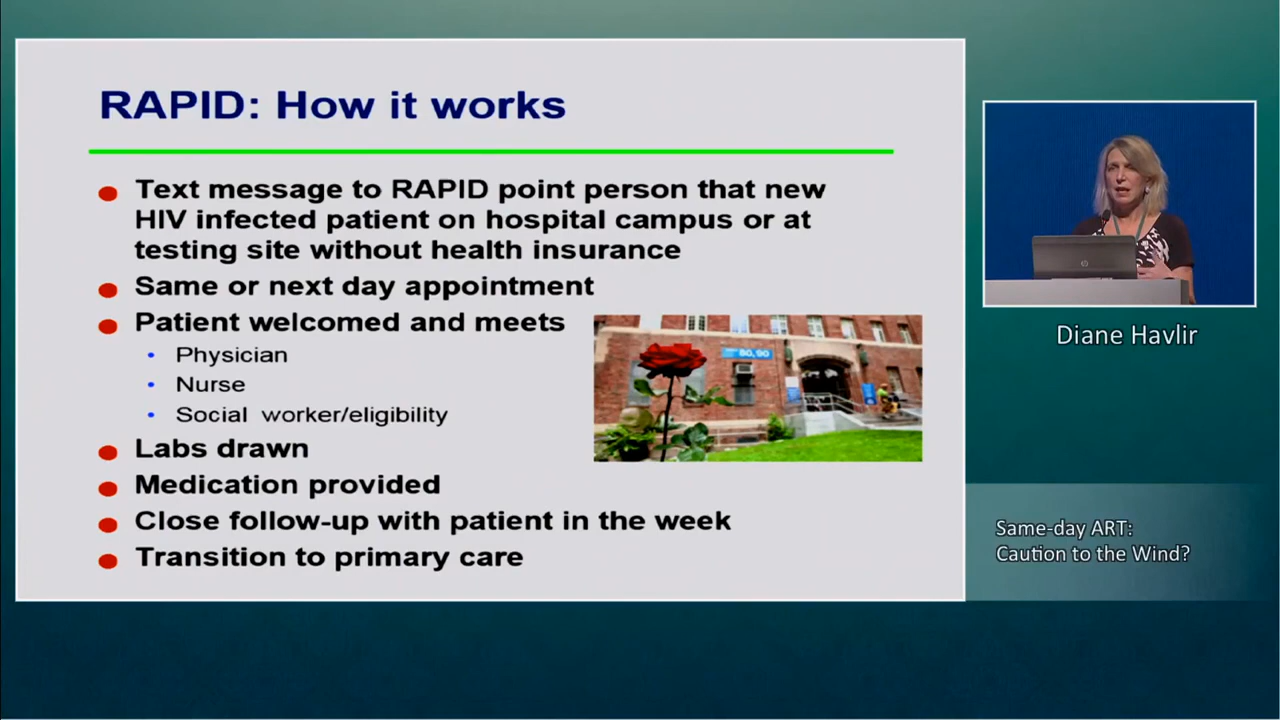 RAPID: How it works
Text message to RAPID point person that new
HIV infected patient on hospital campus or at
testing site without health insurance
Same or next day appointment
Patient welcomed and meets
Physician
Nurse
Social worker/eligibility
Labs drawn
Medication provided
Close follow-up with patient in the week
Transition to primary care
80, 90
Diane Havlir
Same-day ART:
Caution to the Wind?